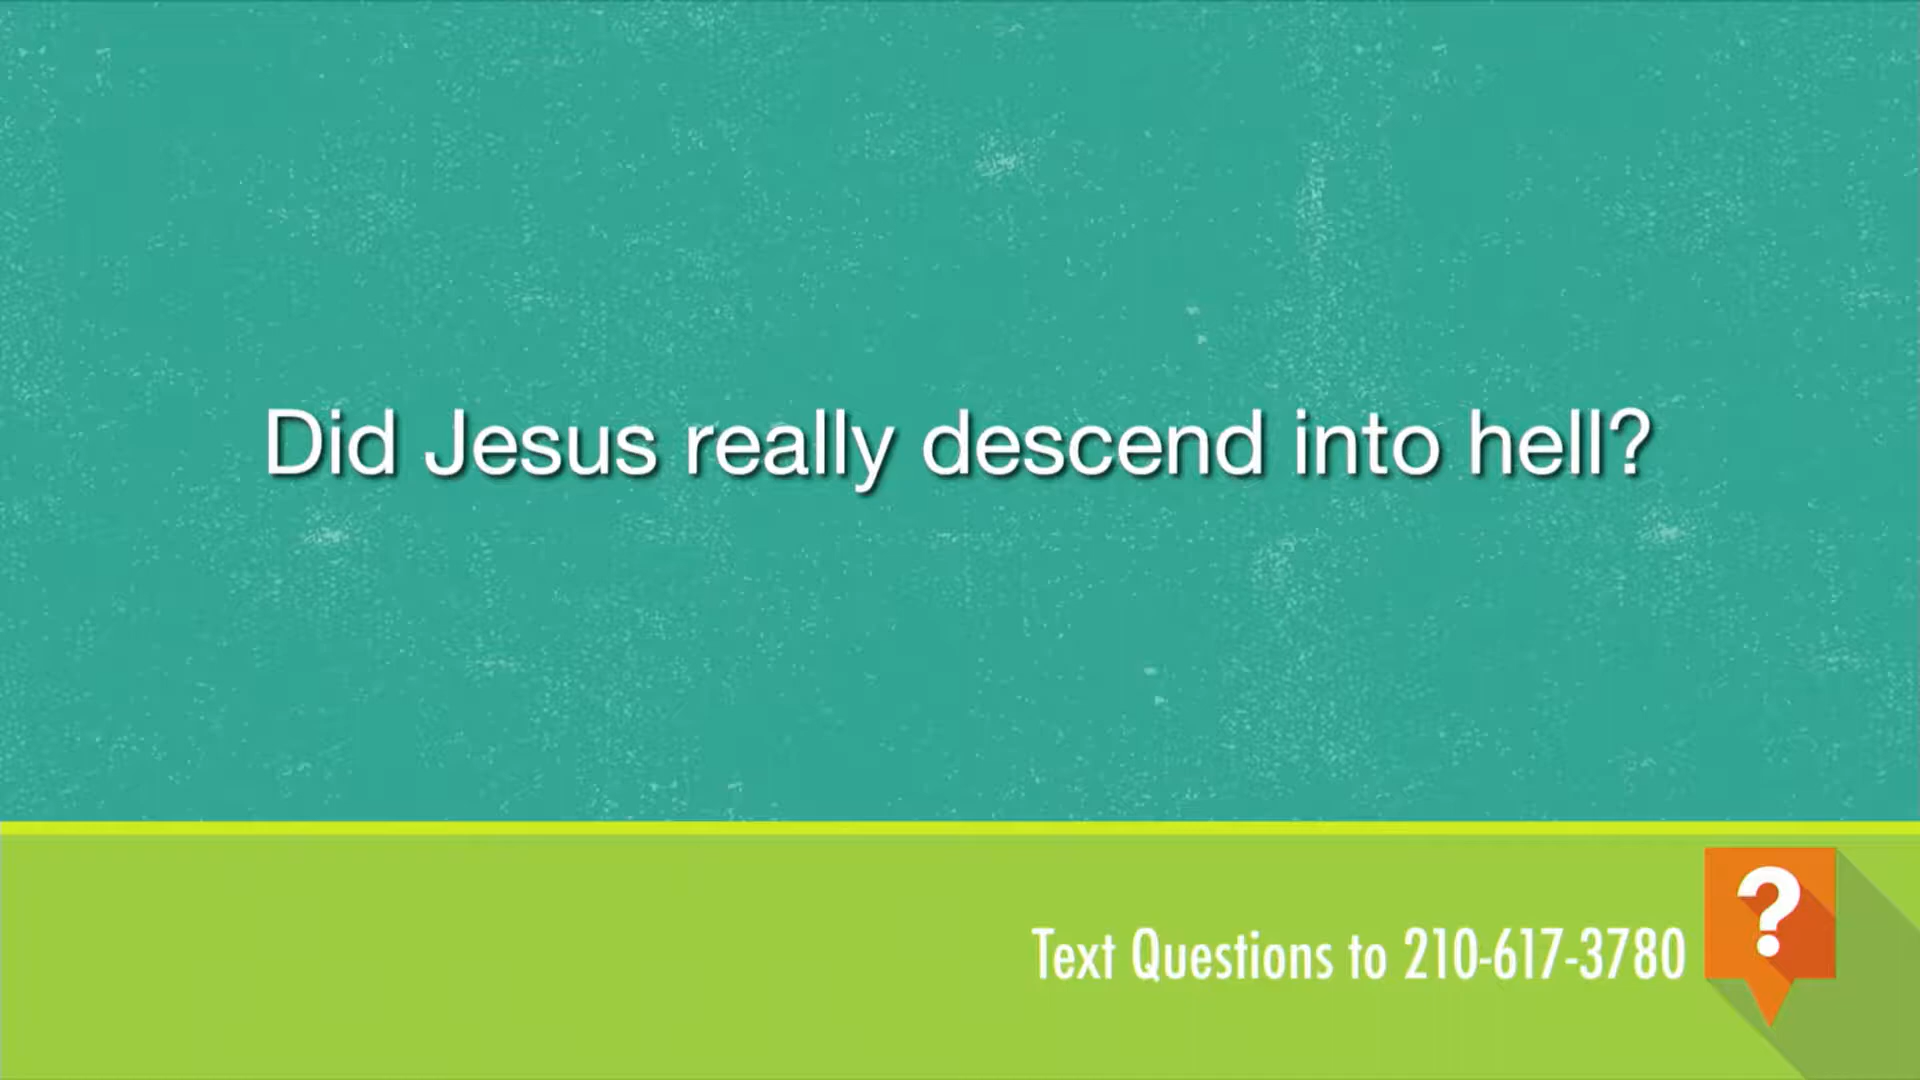 Did Jesus really descend into hell?
Text Questions to 210-617-3780
?